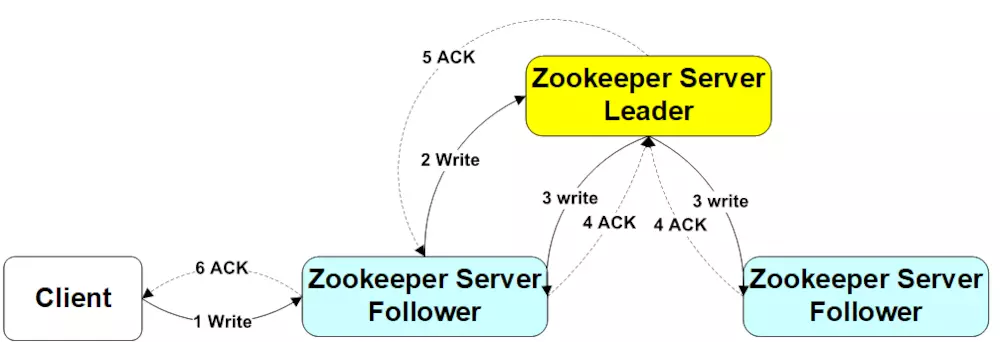 5 ACK
Zookeeper Server
Leader
2 Write
3 write
3 write
4 ACK
4 ACK
6 ACK
Client
1 Write
Zookeeper Server
Follower
Zookeeper Server
Follower